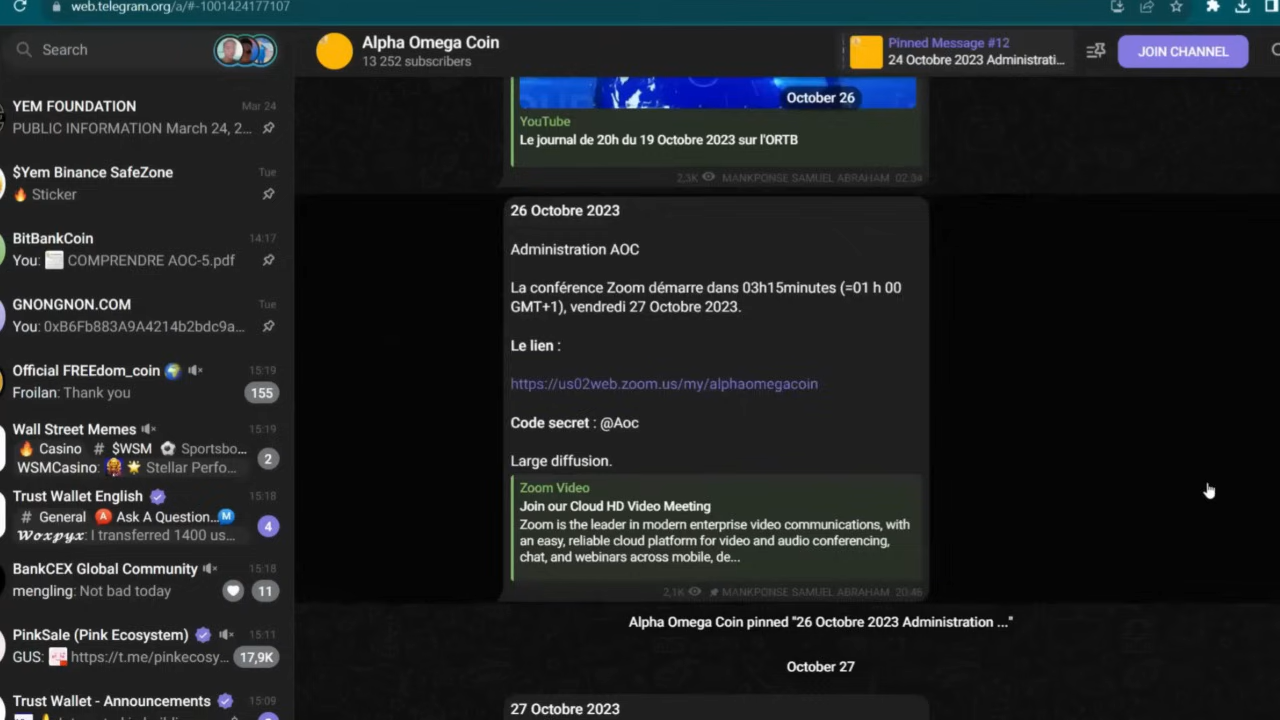 web.telegram.org/a/#-1001424177107
Search
Alpha Omega Coin
13 252 subscribers
Pinned Message #12
24 Octobre 2023 Administrati...
JOIN CHANNEL
YEM FOUNDATION
Mar 24
PUBLIC INFORMATION March 24, 2...
$Yem Binance SafeZone
Tue
🔥 Sticker
BitBankCoin
14:17
You: COMPRENDRE AOC-5.pdf
GNONGNON.COM
Tue
You: 0xB6Fb883A9A4214b2bdc9a...
Official FREEdom_coin 🌍
15:19
Froilan: Thank you
155
Wall Street Memes
15:19
🔥 Casino # $WSM ⚽ Sportsbo...
WSMCasino: 🌟 Stellar Perfo...
2
Trust Wallet English
15:18
# General A Ask A Question... M
𝓦𝓸𝔁𝓹𝔂𝔁: I transferred 1400 us...
4
BankCEX Global Community
15:18
mengling: Not bad today
11
PinkSale (Pink Ecosystem)
15:11
GUS: https://t.me/pinkecosy...
17,9K
Trust Wallet - Announcements
15:09
October 26
YouTube
Le journal de 20h du 19 Octobre 2023 sur l'ORTB
2,3K MANKPONSE SAMUEL ABRAHAM 02:34
26 Octobre 2023
Administration AOC
La conférence Zoom démarre dans 03h15minutes (=01 h 00
GMT+1), vendredi 27 Octobre 2023.
Le lien :
https://us02web.zoom.us/my/alphaomegacoin
Code secret : @Aoc
Large diffusion.
Zoom Video
Join our Cloud HD Video Meeting
Zoom is the leader in modern enterprise video communications, with
an easy, reliable cloud platform for video and audio conferencing,
chat, and webinars across mobile, de...
2,1K MANKPONSE SAMUEL ABRAHAM 20:46
Alpha Omega Coin pinned "26 Octobre 2023 Administration ..."
October 27
27 Octobre 2023